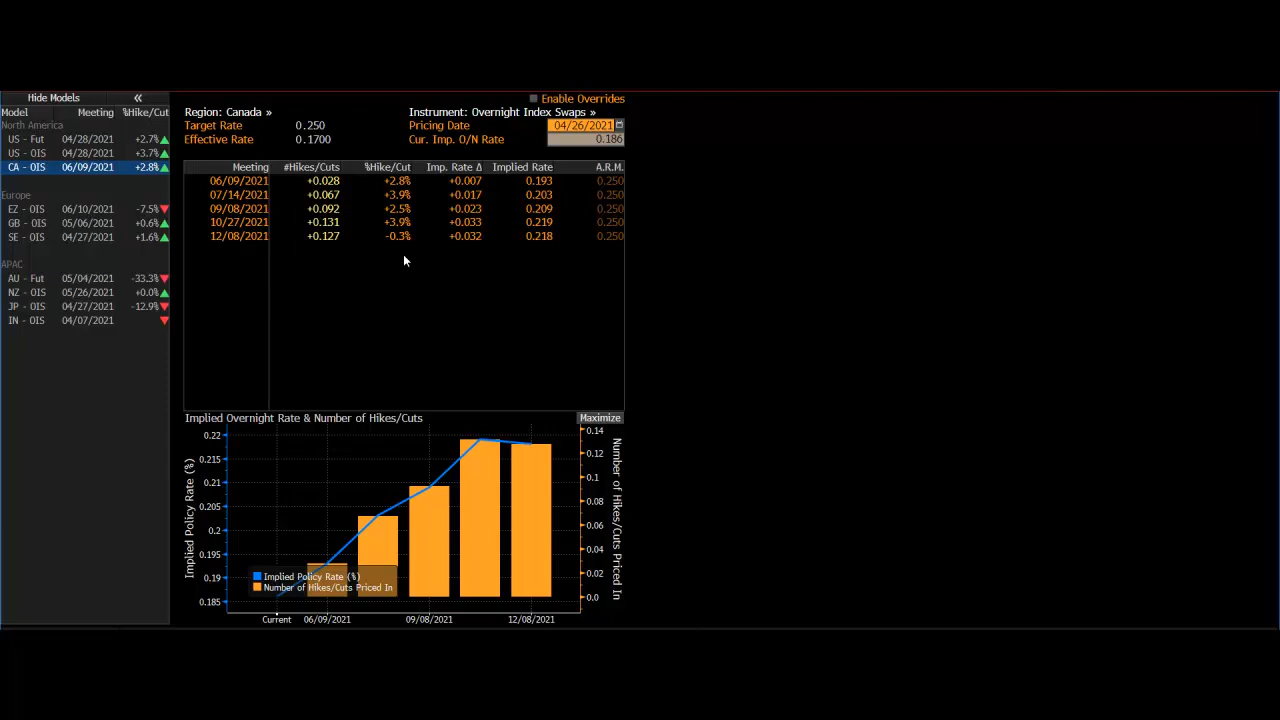 Hide Models «
Model Meeting %Hike/Cut
North America
US - Fut 04/28/2021 +2.7%
US - OIS 04/28/2021 +3.7%
CA - OIS 06/09/2021 +2.8%
Europe
EZ - OIS 06/10/2021 -7.5%
GB - OIS 05/06/2021 +0.6%
SE - OIS 04/27/2021 +1.6%
APAC
AU - Fut 05/04/2021 -33.3%
NZ - OIS 05/26/2021 +0.0%
JP - OIS 04/27/2021 -12.9%
IN - OIS 04/07/2021
Enable Overrides
Region: Canada » Instrument: Overnight Index Swaps »
Target Rate 0.250 Pricing Date 04/26/2021
Effective Rate 0.1700 Cur. Imp. O/N Rate 0.186
Meeting #Hikes/Cuts %Hike/Cut Imp. Rate Δ Implied Rate A.R.M.
06/09/2021 +0.028 +2.8% +0.007 0.193 0.250
07/14/2021 +0.067 +3.9% +0.017 0.203 0.250
09/08/2021 +0.092 +2.5% +0.023 0.209 0.250
10/27/2021 +0.131 +3.9% +0.033 0.219 0.250
12/08/2021 +0.127 -0.3% +0.032 0.218 0.250
Implied Overnight Rate & Number of Hikes/Cuts Maximize
Implied Policy Rate (%)
0.22
0.215
0.21
0.205
0.2
0.195
0.19
0.185
Implied Policy Rate (%)
Number of Hikes/Cuts Priced In
0.14
0.12
0.1
0.08
0.06
0.04
0.02
0.0
Number of Hikes/Cuts Priced In
Current 06/09/2021 09/08/2021 12/08/2021